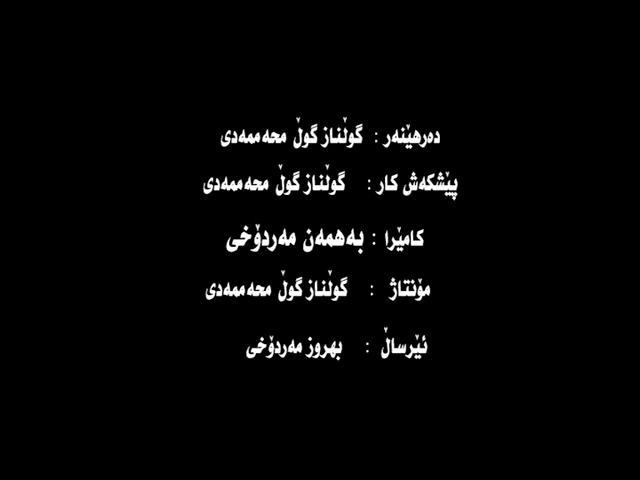 دەرهێنەر : گوڵناز گوڵ محەممەدی
پێشکەش کار : گوڵناز گوڵ محەممەدی
کامێرا : بەهمەن مەردۆخی
مۆنتاژ : گوڵناز گوڵ محەممەدی
ئێرساڵ : بهروز مەردۆخی